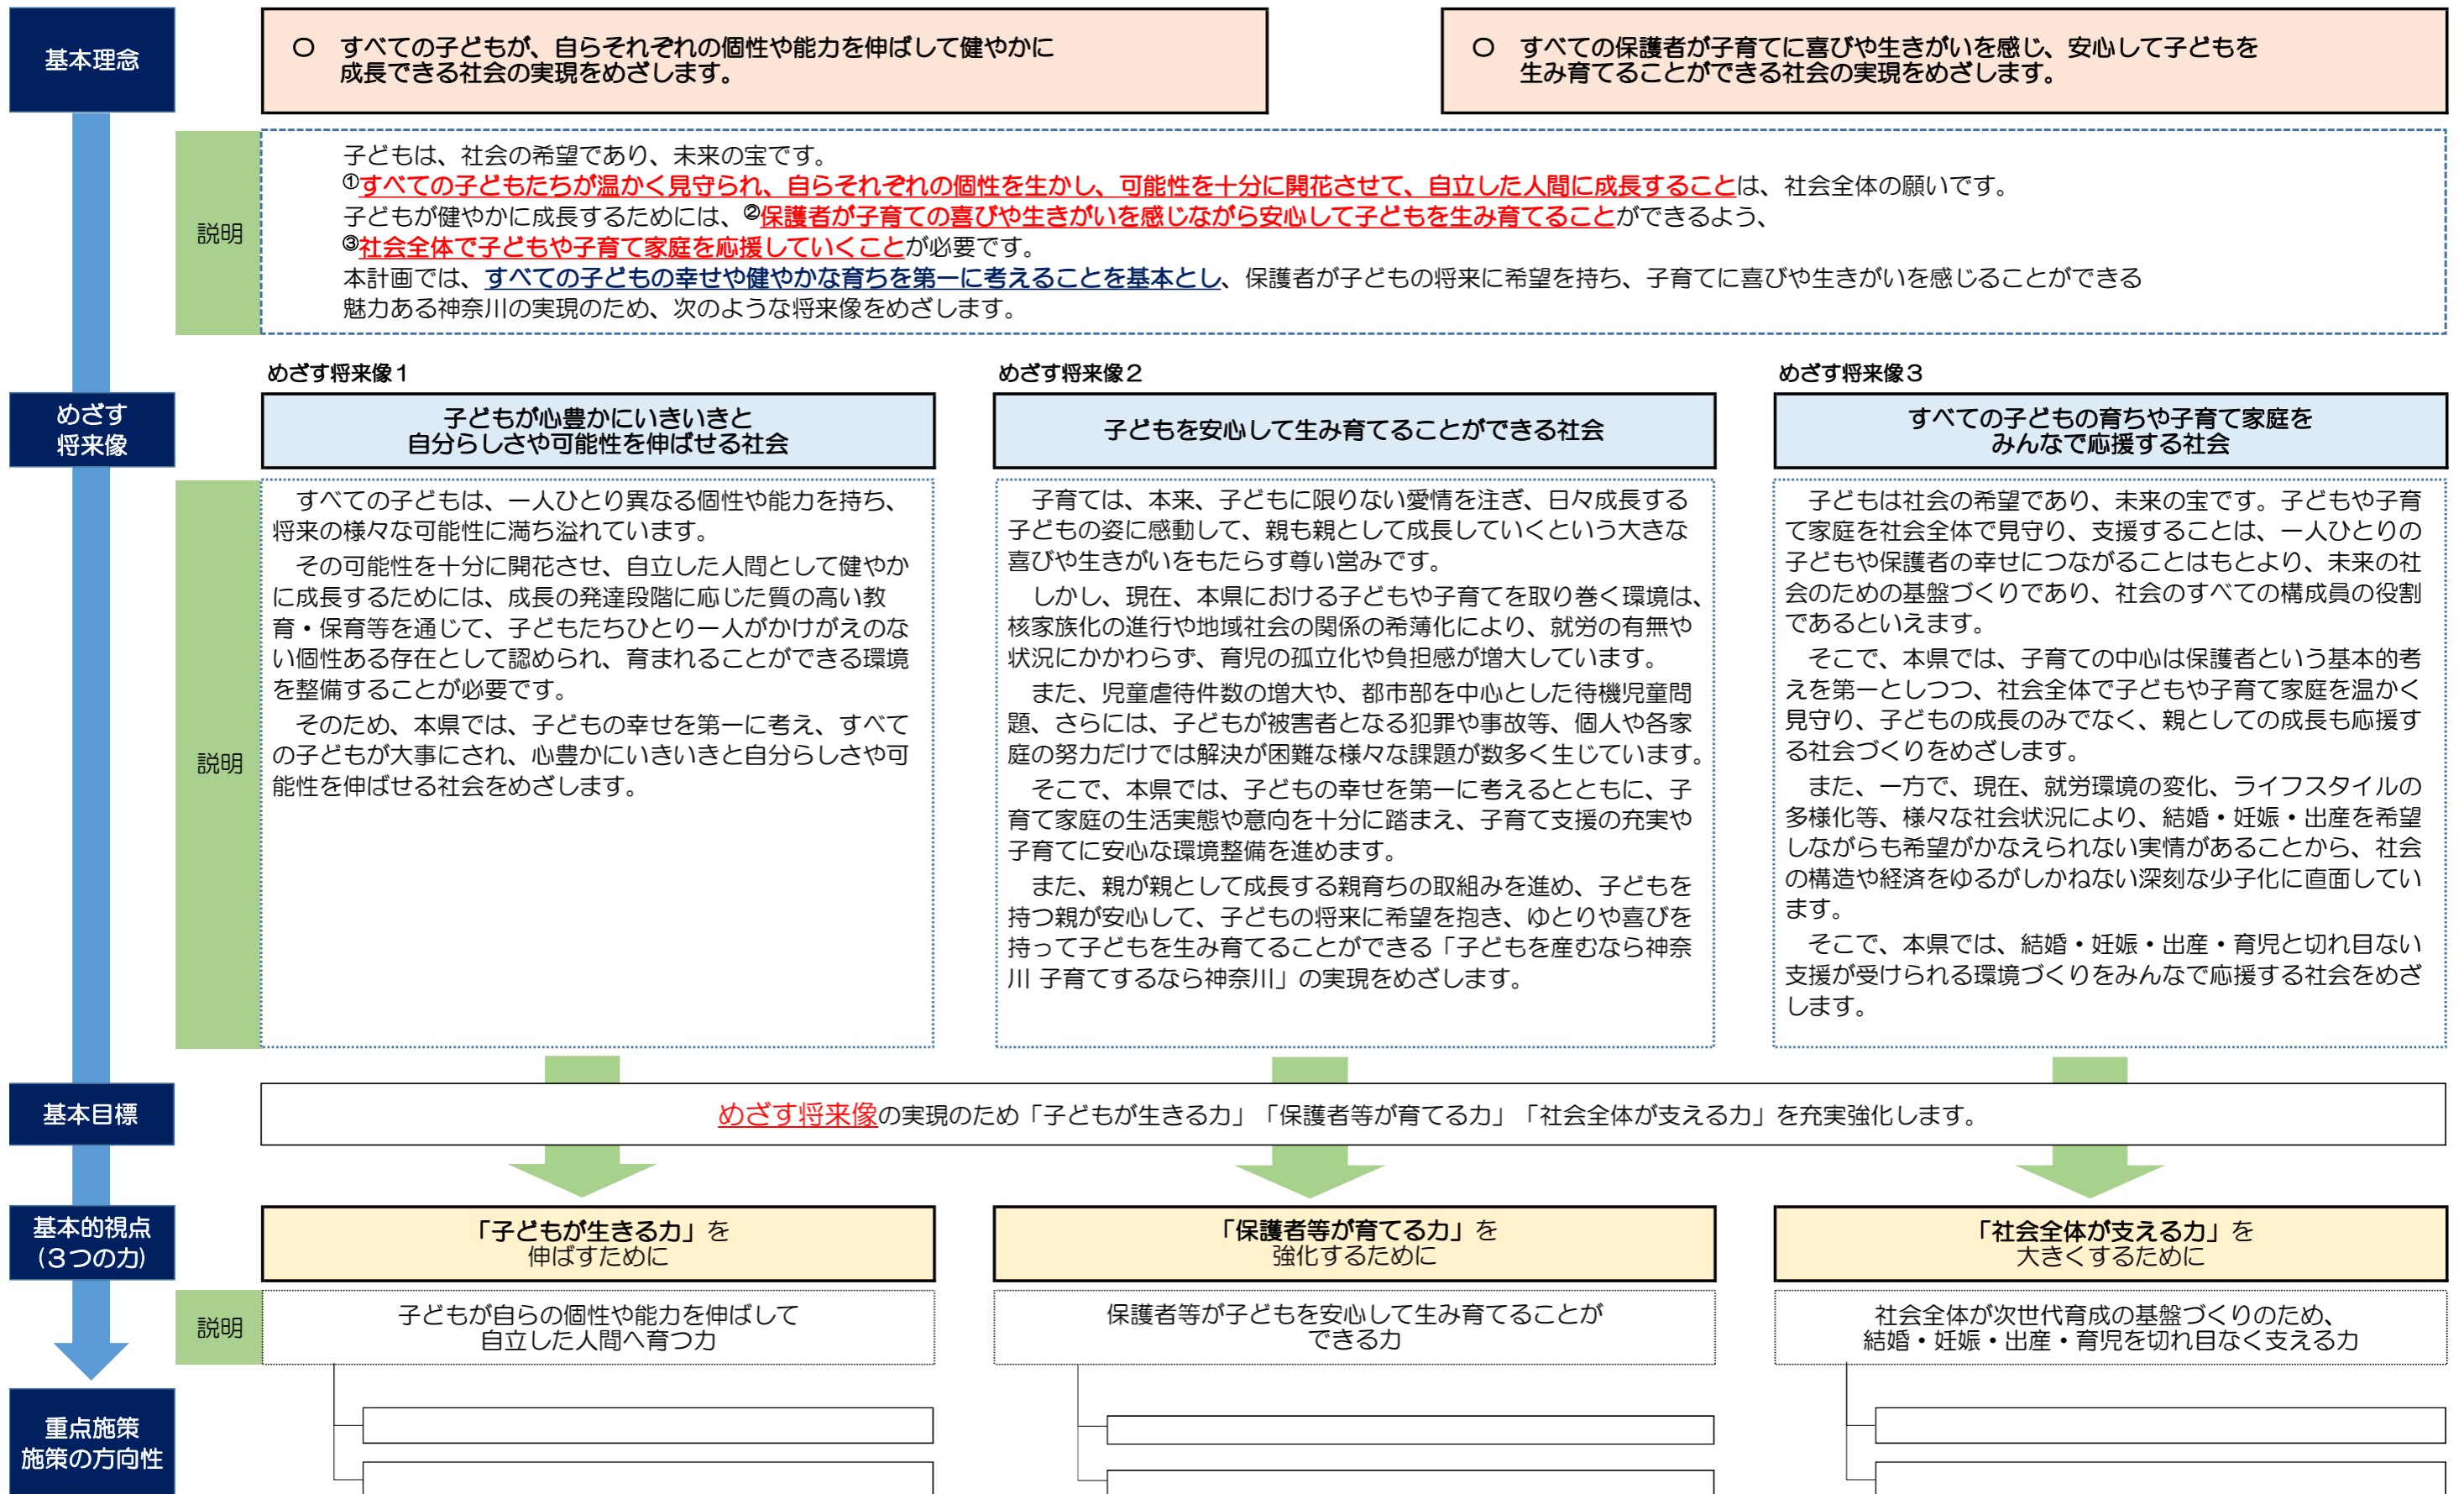 基本理念
〇　すべての子どもが、自らそれぞれの個性や能力を伸ばして健やかに
成長できる社会の実現をめざします。
〇　すべての保護者が子育てに喜びや生きがいを感じ、安心して子どもを
生み育てることができる社会の実現をめざします。
説明
子どもは、社会の希望であり、未来の宝です。
①すべての子どもたちが温かく見守られ、自らそれぞれの個性を生かし、可能性を十分に開花させて、自立した人間に成長することは、社会全体の願いです。
子どもが健やかに成長するためには、②保護者が子育ての喜びや生きがいを感じながら安心して子どもを生み育てることができるよう、
③社会全体で子どもや子育て家庭を応援していくことが必要です。
本計画では、すべての子どもの幸せや健やかな育ちを第一に考えることを基本とし、保護者が子どもの将来に希望を持ち、子育てに喜びや生きがいを感じることができる
魅力ある神奈川の実現のため、次のような将来像をめざします。
めざす
将来像
めざす将来像１
子どもが心豊かにいきいきと
自分らしさや可能性を伸ばせる社会
めざす将来像２
子どもを安心して生み育てることができる社会
めざす将来像３
すべての子どもの育ちや子育て家庭を
みんなで応援する社会
説明
すべての子どもは、一人ひとり異なる個性や能力を持ち、
将来の様々な可能性に満ち溢れています。
その可能性を十分に開花させ、自立した人間として健やか
に成長するためには、成長の発達段階に応じた質の高い教
育・保育等を通じて、子どもたちひとり一人がかけがえのな
い個性ある存在として認められ、育まれることができる環境
を整備することが必要です。
そのため、本県では、子どもの幸せを第一に考え、すべて
の子どもが大事にされ、心豊かにいきいきと自分らしさや可
能性を伸ばせる社会をめざします。
子育ては、本来、子どもに限りない愛情を注ぎ、日々成長する
子どもの姿に感動して、親も親として成長していくという大きな
喜びや生きがいをもたらす尊い営みです。
しかし、現在、本県における子どもや子育てを取り巻く環境は、
核家族化の進行や地域社会の関係の希薄化により、就労の有無や
状況にかかわらず、育児の孤立化や負担感が増大しています。
また、児童虐待件数の増大や、都市部を中心とした待機児童問
題、さらには、子どもが被害者となる犯罪や事故等、個人や各家
庭の努力だけでは解決が困難な様々な課題が数多く生じています。
そこで、本県では、子どもの幸せを第一に考えるとともに、子
育て家庭の生活実態や意向を十分に踏まえ、子育て支援の充実や
子育てに安心な環境整備を進めます。
また、親が親として成長する親育ちの取組みを進め、子どもを
持つ親が安心して、子どもの将来に希望を抱き、ゆとりや喜びを
持って子どもを生み育てることができる「子どもを産むなら神奈
川 子育てするなら神奈川」の実現をめざします。
子どもは社会の希望であり、未来の宝です。子どもや子育
て家庭を社会全体で見守り、支援することは、一人ひとりの
子どもや保護者の幸せにつながることはもとより、未来の社
会のための基盤づくりであり、社会のすべての構成員の役割
であるといえます。
そこで、本県では、子育ての中心は保護者という基本的考
えを第一としつつ、社会全体で子どもや子育て家庭を温かく
見守り、子どもの成長のみでなく、親としての成長も応援す
る社会づくりをめざします。
また、一方で、現在、就労環境の変化、ライフスタイルの
多様化等、様々な社会状況により、結婚・妊娠・出産を希望
しながらも希望がかなえられない実情があることから、社会
の構造や経済をゆるがしかねない深刻な少子化に直面してい
ます。
そこで、本県では、結婚・妊娠・出産・育児と切れ目ない
支援が受けられる環境づくりをみんなで応援する社会をめざ
します。
基本目標
めざす将来像の実現のため「子どもが生きる力」「保護者等が育てる力」「社会全体が支える力」を充実強化します。
基本的視点
(３つの力)
「子どもが生きる力」を
伸ばすために
「保護者等が育てる力」を
強化するために
「社会全体が支える力」を
大きくするために
説明
子どもが自らの個性や能力を伸ばして
自立した人間へ育つ力
保護者等が子どもを安心して生み育てることが
できる力
社会全体が次世代育成の基盤づくりのため、
結婚・妊娠・出産・育児を切れ目なく支える力
重点施策
施策の方向性